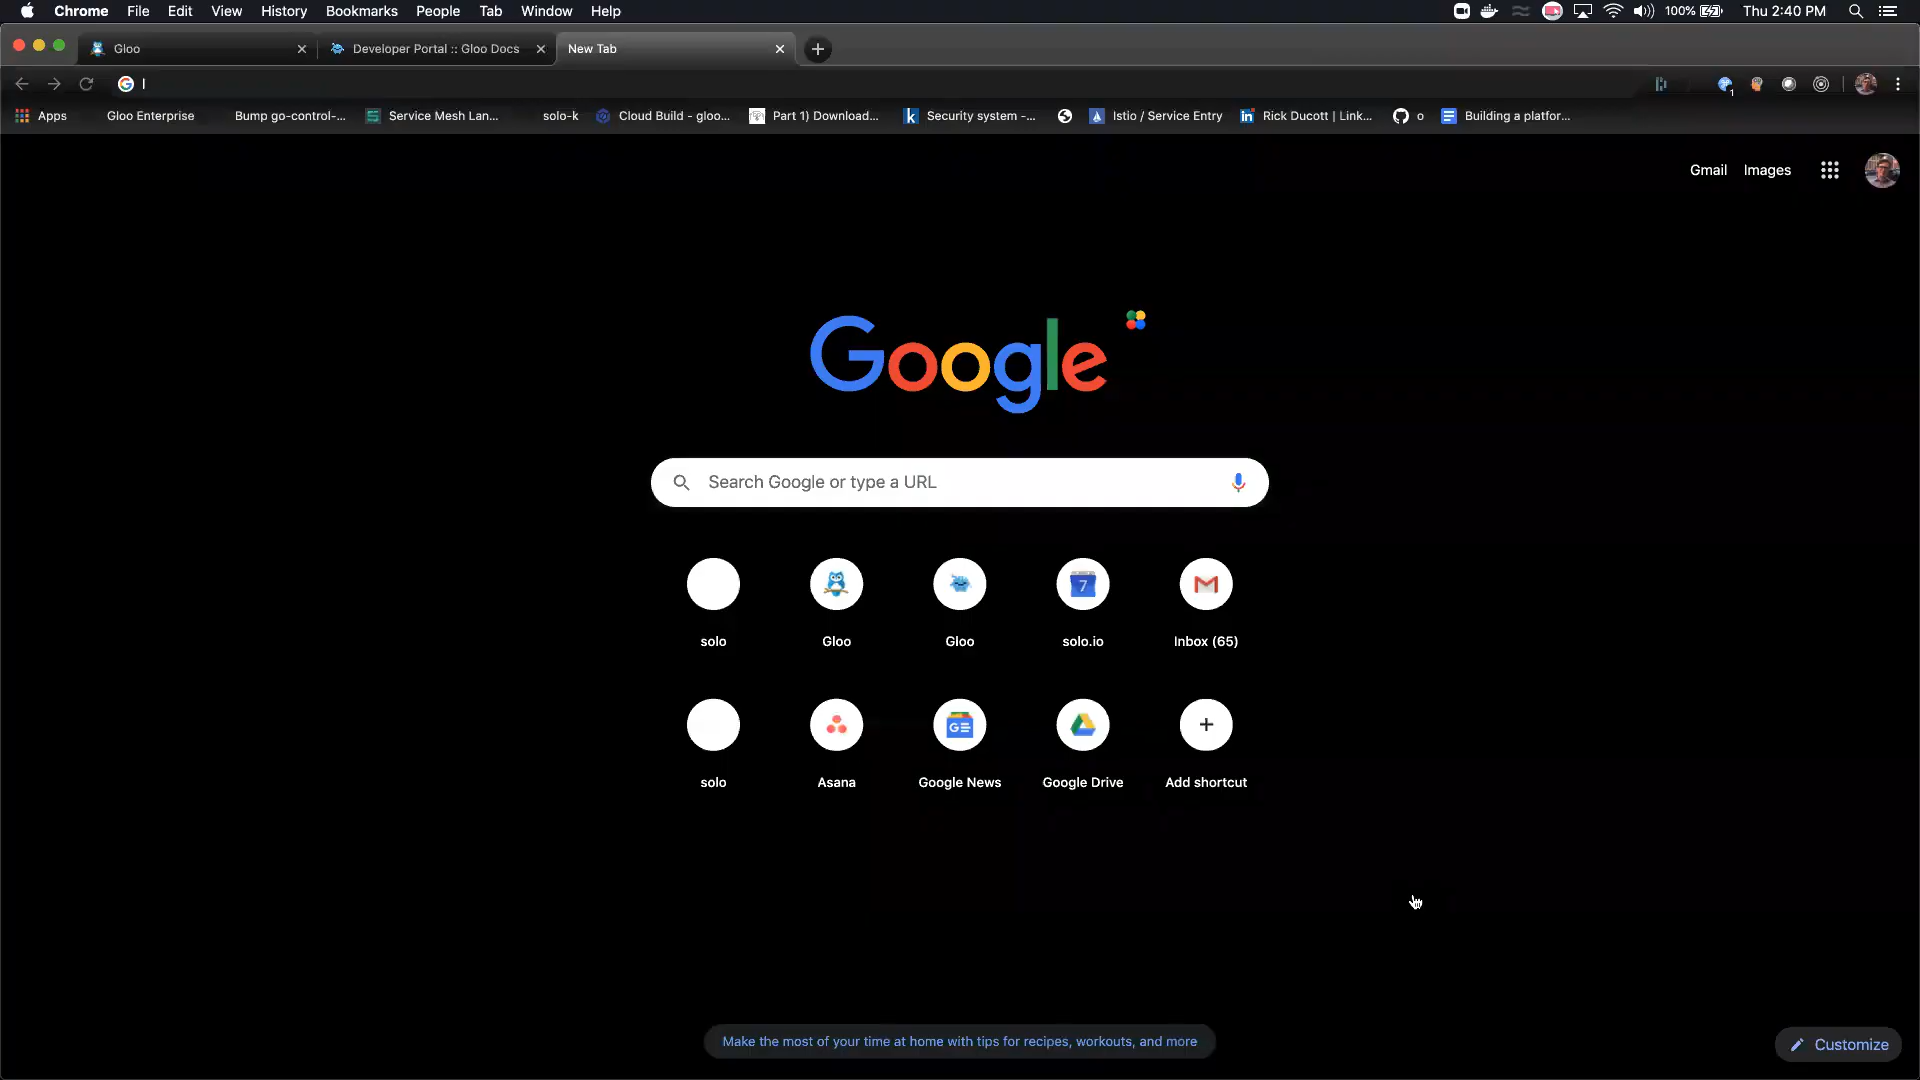 Chrome File Edit View History Bookmarks People Tab Window Help 100% Thu 2:40 PM
Gloo Developer Portal :: Gloo Docs New Tab
Apps Gloo Enterprise Bump go-control-... Service Mesh Lan... solo-k Cloud Build - gloo... Part 1) Download... Security system -... Istio / Service Entry Rick Ducott | Link... o Building a platfor...
Gmail Images
Google
Search Google or type a URL
solo Gloo Gloo solo.io Inbox (65)
solo Asana Google News Google Drive Add shortcut
Make the most of your time at home with tips for recipes, workouts, and more
Customize